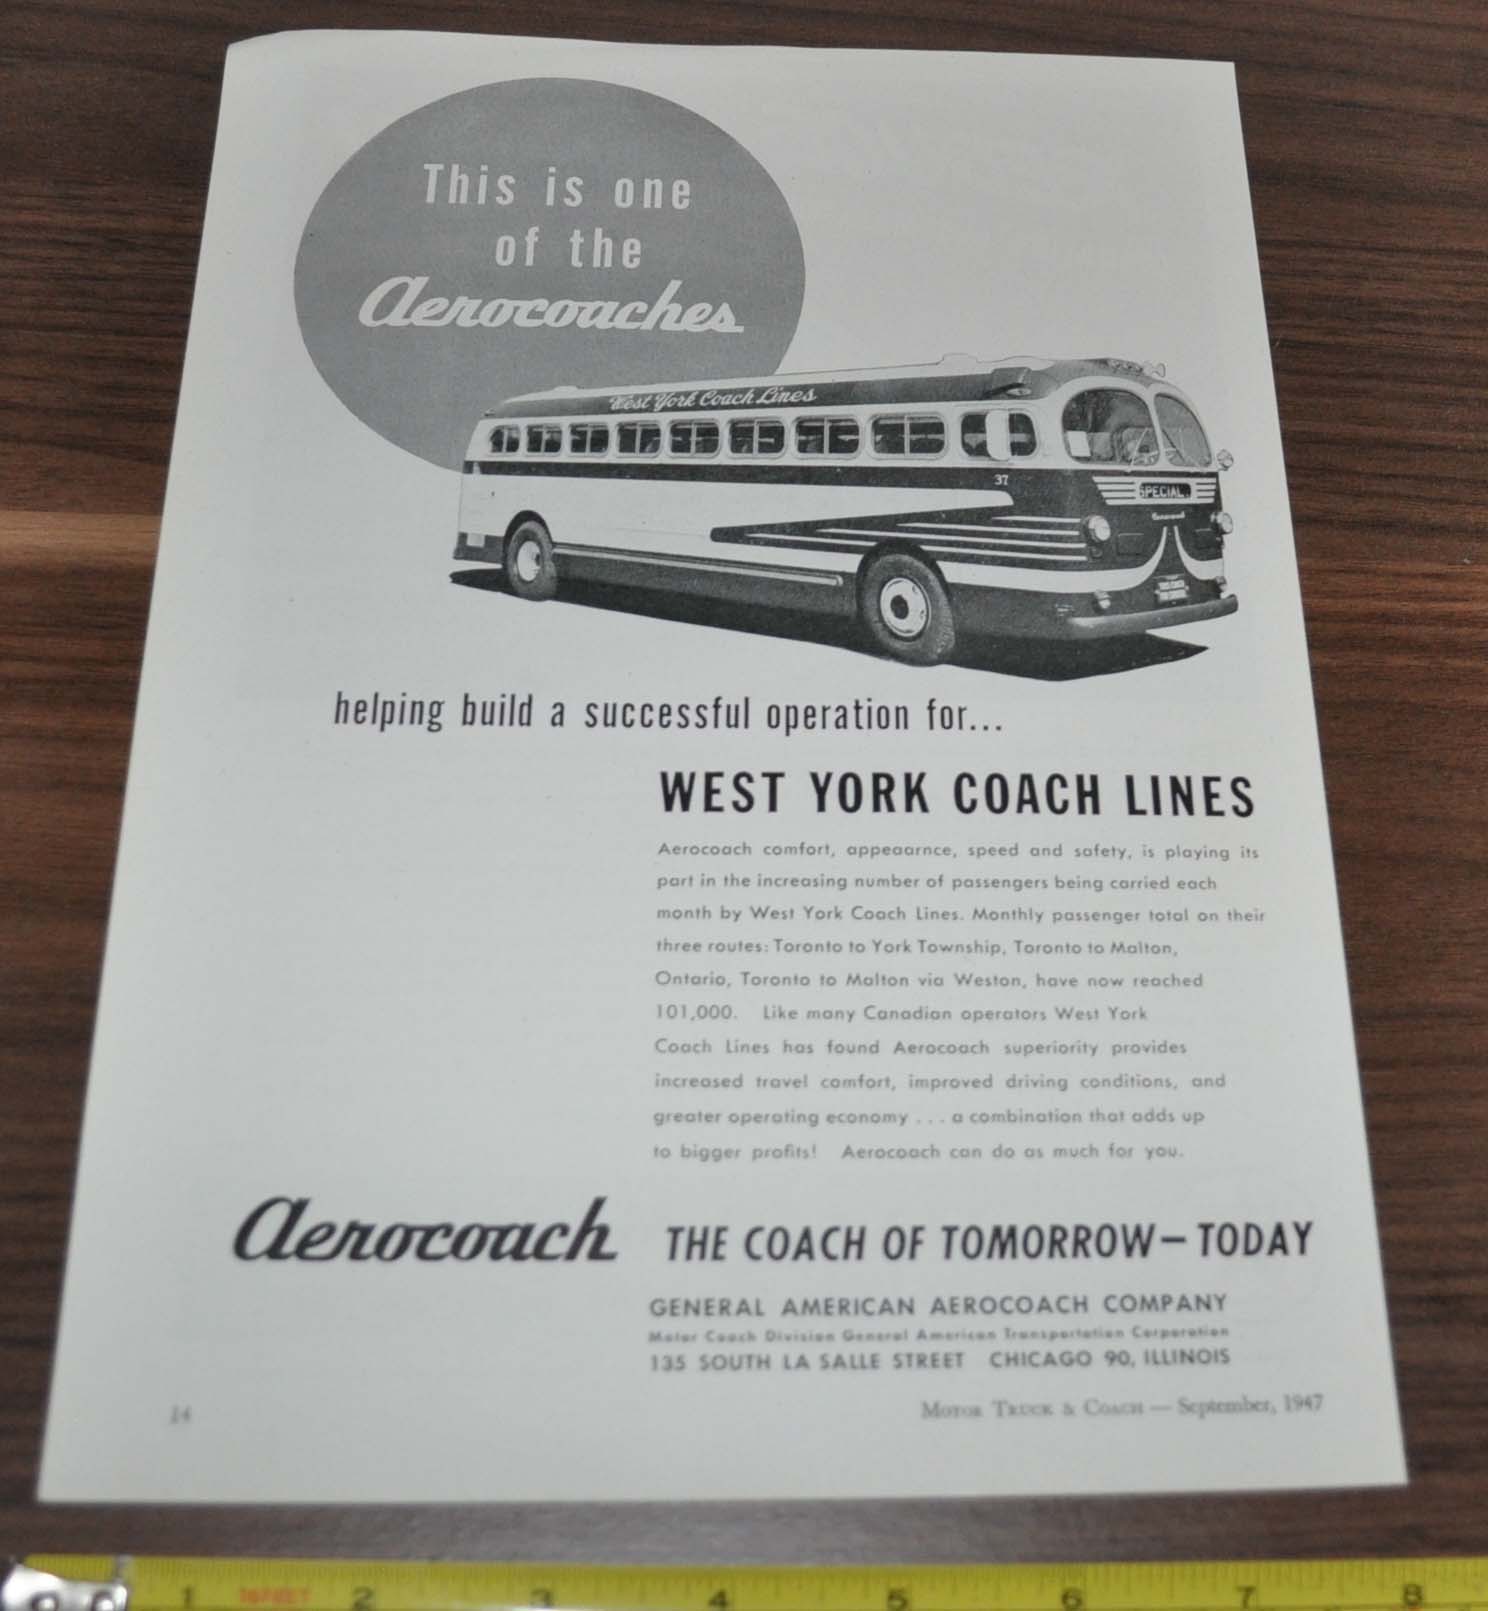 This is one
of the
Aerocoaches
West York Coach Lines
37
SPECIAL
Aerocoach
helping build a successful operation for...
WEST YORK COACH LINES
Aerocoach comfort, appeaarnce, speed and safety, is playing its
part in the increasing number of passengers being carried each
month by West York Coach Lines. Monthly passenger total on their
three routes: Toronto to York Township, Toronto to Malton,
Ontario, Toronto to Malton via Weston, have now reached
101,000. Like many Canadian operators West York
Coach Lines has found Aerocoach superiority provides
increased travel comfort, improved driving conditions, and
greater operating economy . . . a combination that adds up
to bigger profits! Aerocoach can do as much for you.
Aerocoach THE COACH OF TOMORROW—TODAY
GENERAL AMERICAN AEROCOACH COMPANY
Motor Coach Division General American Transportation Corporation
135 SOUTH LA SALLE STREET CHICAGO 90, ILLINOIS
14
MOTOR TRUCK & COACH — September, 1947
1 2 3 4 5 6 7 8